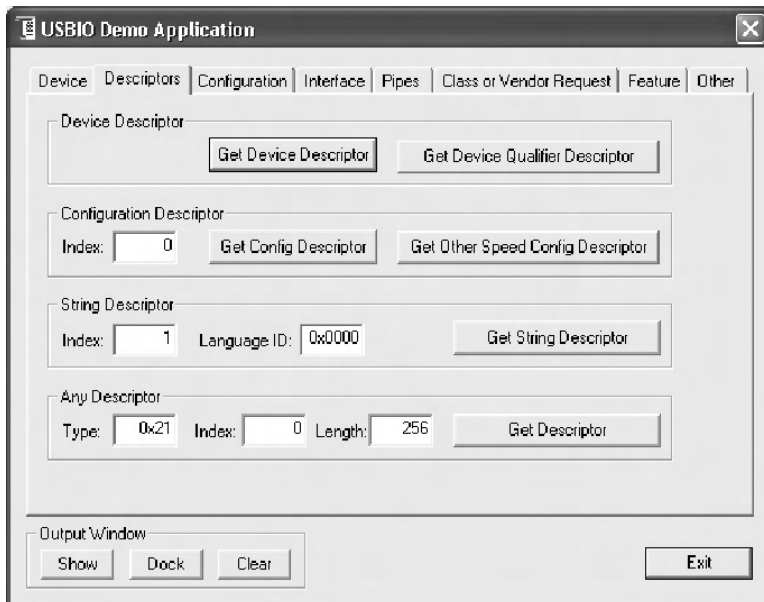 USBIO Demo Application
Device Descriptors Configuration Interface Pipes Class or Vendor Request Feature Other
Device Descriptor
Get Device Descriptor Get Device Qualifier Descriptor
Configuration Descriptor
Index: 0 Get Config Descriptor Get Other Speed Config Descriptor
String Descriptor
Index: 1 Language ID: 0x0000 Get String Descriptor
Any Descriptor
Type: 0x21 Index: 0 Length: 256 Get Descriptor
Output Window
Show Dock Clear Exit